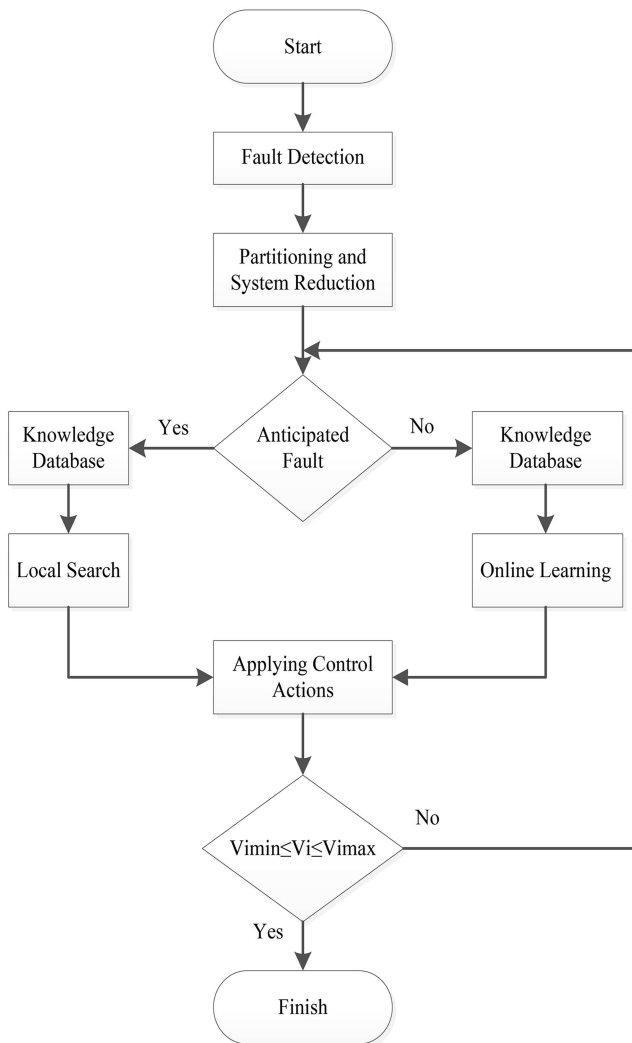 Start
Fault Detection
Partitioning and
System Reduction
Yes
Anticipated
Fault
No
Knowledge
Database
Knowledge
Database
Local Search
Online Learning
Applying Control
Actions
No
Vimin≤Vi≤Vimax
Yes
Finish